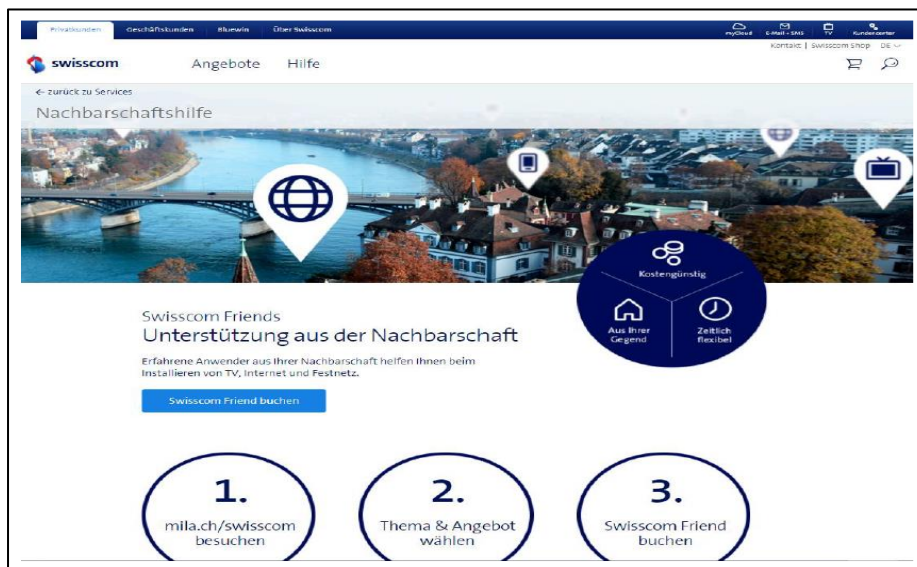 Privatkunden Geschäftskunden Bluewin Über Swisscom
myCloud E-Mail + SMS TV Kundencenter
Kontakt | Swisscom Shop DE
swisscom Angebote Hilfe
← zurück zu Services
Nachbarschaftshilfe
Kostengünstig
Aus Ihrer
Gegend
Zeitlich
flexibel
Swisscom Friends
Unterstützung aus der Nachbarschaft
Erfahrene Anwender aus Ihrer Nachbarschaft helfen Ihnen beim
Installieren von TV, Internet und Festnetz.
Swisscom Friend buchen
1.
mila.ch/swisscom
besuchen
2.
Thema & Angebot
wählen
3.
Swisscom Friend
buchen